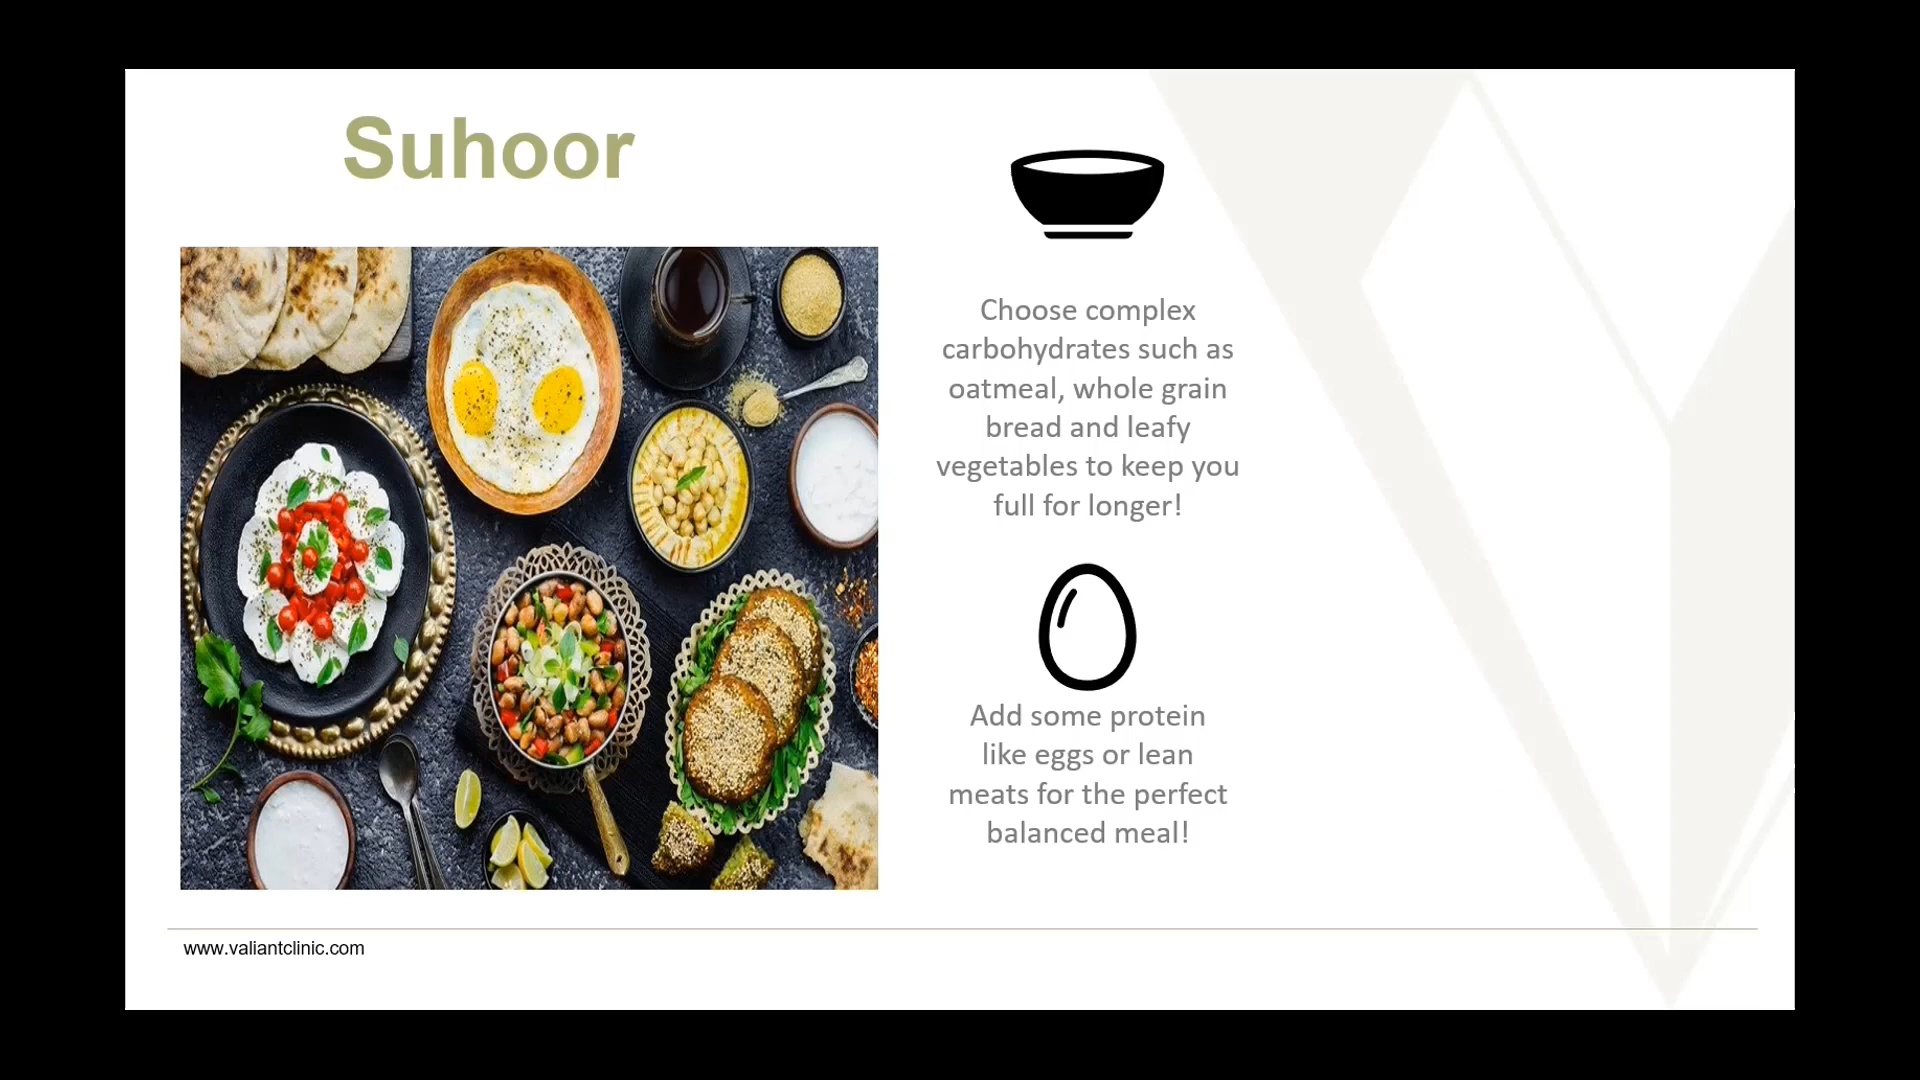 Suhoor
Choose complex
carbohydrates such as
oatmeal, whole grain
bread and leafy
vegetables to keep you
full for longer!
Add some protein
like eggs or lean
meats for the perfect
balanced meal!
www.valiantclinic.com